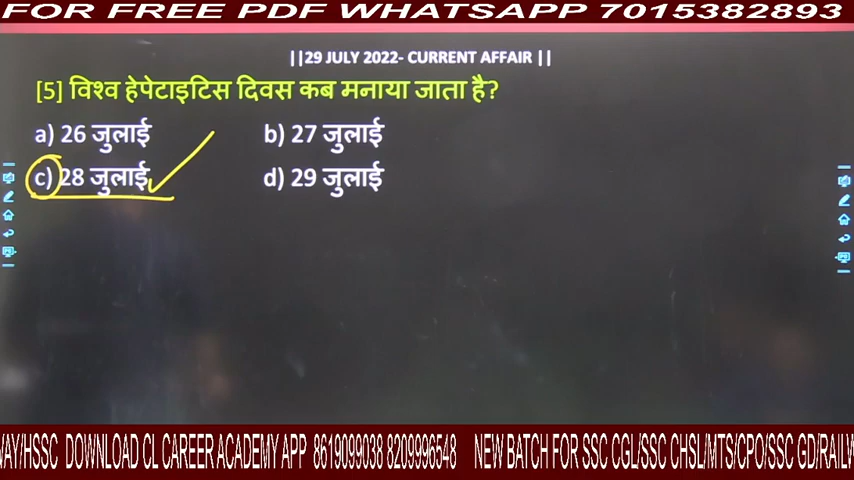 FOR FREE PDF WHATSAPP 7015382893
||29 JULY 2022- CURRENT AFFAIR ||
[5] विश्व हेपेटाइटिस दिवस कब मनाया जाता है?
a) 26 जुलाई
b) 27 जुलाई
c) 28 जुलाई
d) 29 जुलाई
WAY/HSSC DOWNLOAD CL CAREER ACADEMY APP 8619099038 8209996548 NEW BATCH FOR SSC CGL/SSC CHSL/MTS/CPO/SSC GD/RAILW